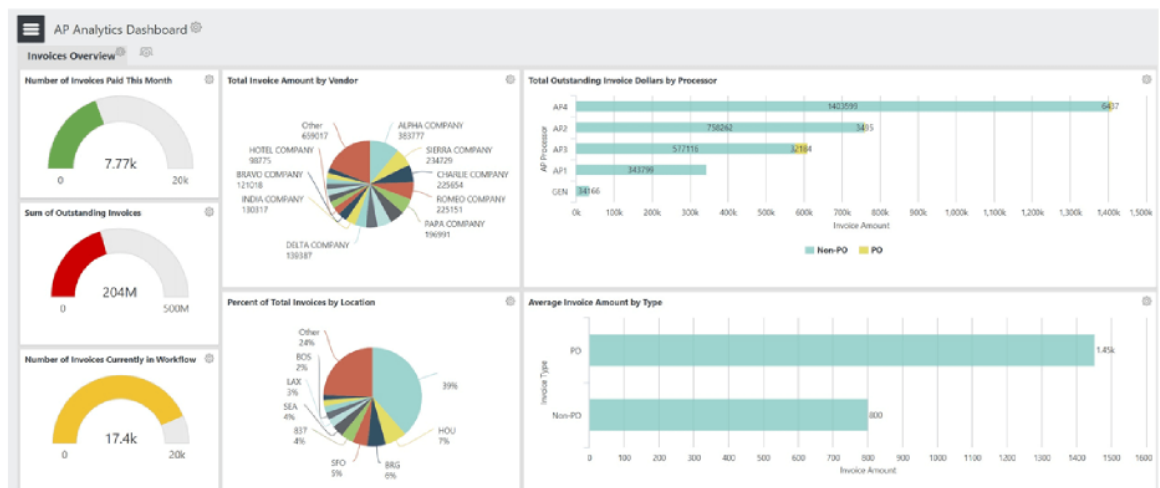 AP Analytics Dashboard
Invoices Overview
Number of Invoices Paid This Month
7.77k
0
20k
Sum of Outstanding Invoices
204M
0
500M
Number of Invoices Currently in Workflow
17.4k
0
20k
Total Invoice Amount by Vendor
Other
659017
ALPHA COMPANY
383777
HOTEL COMPANY
98775
SIERRA COMPANY
234729
BRAVO COMPANY
121018
CHARLIE COMPANY
225654
INDIA COMPANY
130317
ROMEO COMPANY
225151
PAPA COMPANY
196991
DELTA COMPANY
139387
Percent of Total Invoices by Location
Other
24%
BOS
2%
LAX
3%
SEA
4%
837
4%
SFO
5%
BRG
6%
HOU
7%
39%
Total Outstanding Invoice Dollars by Processor
AP Processor
AP4
1403599
6437
AP2
758262
3495
AP3
577116
32184
AP1
343799
GEN
34166
0k 100k 200k 300k 400k 500k 600k 700k 800k 900k 1,000k 1,100k 1,200k 1,300k 1,400k 1,500k
Invoice Amount
Non-PO PO
Average Invoice Amount by Type
Invoice Type
PO
1.45k
Non-PO
800
0 100 200 300 400 500 600 700 800 900 1000 1100 1200 1300 1400 1500 1600
Invoice Amount